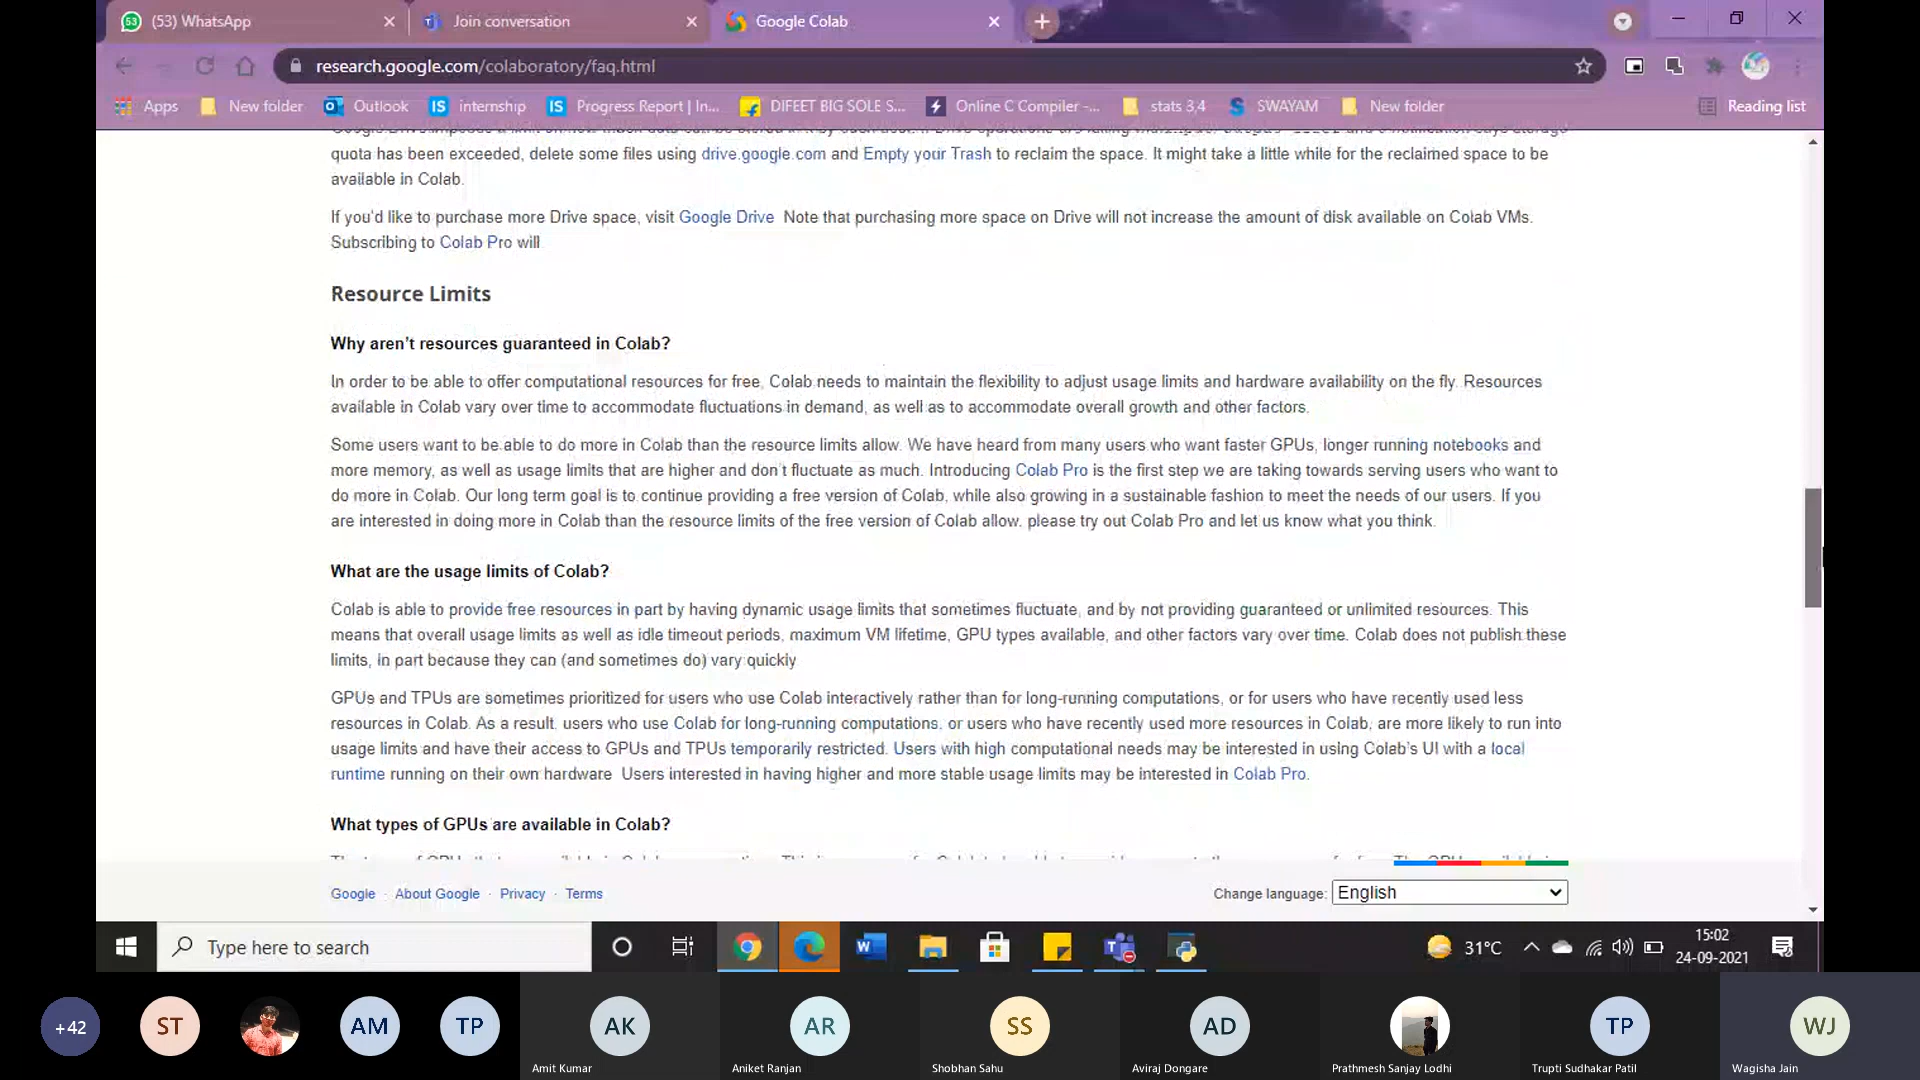 (53) WhatsApp
Join conversation
Google Colab
research.google.com/colaboratory/faq.html
Apps
New folder
Outlook
internship
Progress Report | In...
DIFEET BIG SOLE S...
Online C Compiler -...
stats 3,4
SWAYAM
New folder
Reading list
quota has been exceeded, delete some files using drive.google.com and Empty your Trash to reclaim the space. It might take a little while for the reclaimed space to be
available in Colab.
If you'd like to purchase more Drive space, visit Google Drive Note that purchasing more space on Drive will not increase the amount of disk available on Colab VMs.
Subscribing to Colab Pro will
Resource Limits
Why aren't resources guaranteed in Colab?
In order to be able to offer computational resources for free, Colab needs to maintain the flexibility to adjust usage limits and hardware availability on the fly. Resources
available in Colab vary over time to accommodate fluctuations in demand, as well as to accommodate overall growth and other factors.
Some users want to be able to do more in Colab than the resource limits allow. We have heard from many users who want faster GPUs, longer running notebooks and
more memory, as well as usage limits that are higher and don't fluctuate as much. Introducing Colab Pro is the first step we are taking towards serving users who want to
do more in Colab. Our long term goal is to continue providing a free version of Colab, while also growing in a sustainable fashion to meet the needs of our users. If you
are interested in doing more in Colab than the resource limits of the free version of Colab allow, please try out Colab Pro and let us know what you think.
What are the usage limits of Colab?
Colab is able to provide free resources in part by having dynamic usage limits that sometimes fluctuate, and by not providing guaranteed or unlimited resources. This
means that overall usage limits as well as idle timeout periods, maximum VM lifetime, GPU types available, and other factors vary over time. Colab does not publish these
limits, in part because they can (and sometimes do) vary quickly
GPUs and TPUs are sometimes prioritized for users who use Colab interactively rather than for long-running computations, or for users who have recently used less
resources in Colab. As a result, users who use Colab for long-running computations, or users who have recently used more resources in Colab, are more likely to run into
usage limits and have their access to GPUs and TPUs temporarily restricted. Users with high computational needs may be interested in using Colab's UI with a local
runtime running on their own hardware Users interested in having higher and more stable usage limits may be interested in Colab Pro.
What types of GPUs are available in Colab?
Google · About Google · Privacy · Terms
Change language: English
Type here to search
31°C
15:02
24-09-2021
+42
ST
AM
TP
AK
AR
SS
AD
TP
WJ
Amit Kumar
Aniket Ranjan
Shobhan Sahu
Aviraj Dongare
Prathmesh Sanjay Lodhi
Trupti Sudhakar Patil
Wagisha Jain